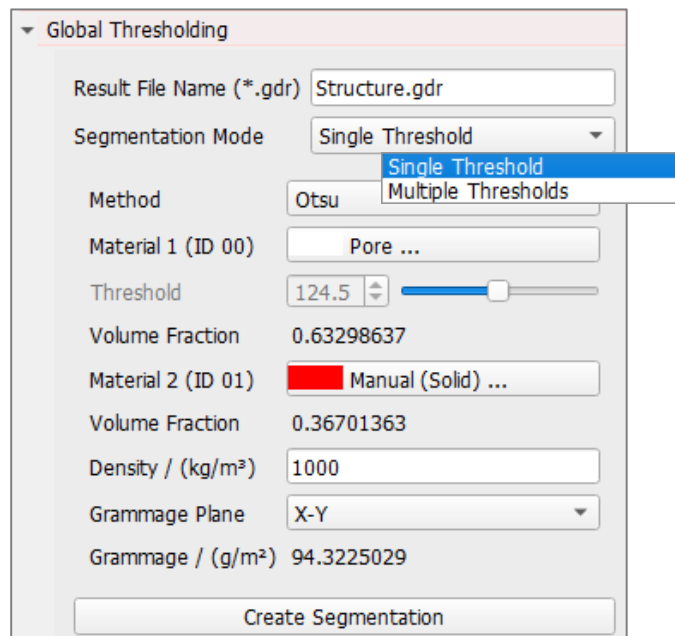 Global Thresholding
Result File Name (*.gdr) Structure.gdr
Segmentation Mode Single Threshold
Single Threshold
Multiple Thresholds
Method Otsu
Material 1 (ID 00) Pore ...
Threshold 124.5
Volume Fraction 0.63298637
Material 2 (ID 01) Manual (Solid) ...
Volume Fraction 0.36701363
Density / (kg/m³) 1000
Grammage Plane X-Y
Grammage / (g/m²) 94.3225029
Create Segmentation